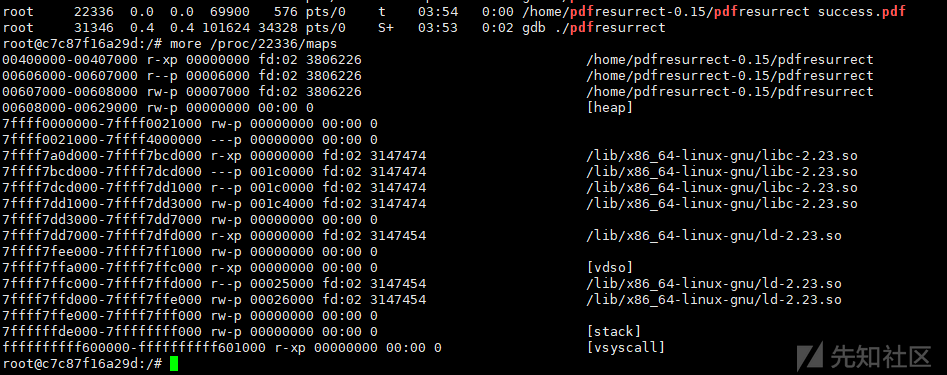 root     22336  0.0  0.0  69900   576 pts/0    t    03:54   0:00 /home/pdfresurrect-0.15/pdfresurrect success.pdf
root     31346  0.4  0.4 101624 34328 pts/0    S+   03:53   0:02 gdb ./pdfresurrect
root@c7c87f16a29d:/# more /proc/22336/maps
00400000-00407000 r-xp 00000000 fd:02 3806226 /home/pdfresurrect-0.15/pdfresurrect
00606000-00607000 r--p 00006000 fd:02 3806226 /home/pdfresurrect-0.15/pdfresurrect
00607000-00608000 rw-p 00007000 fd:02 3806226 /home/pdfresurrect-0.15/pdfresurrect
00608000-00629000 rw-p 00000000 00:00 0 [heap]
7ffff0000000-7ffff0021000 rw-p 00000000 00:00 0
7ffff0021000-7ffff4000000 ---p 00000000 00:00 0
7ffff7a0d000-7ffff7bcd000 r-xp 00000000 fd:02 3147474 /lib/x86_64-linux-gnu/libc-2.23.so
7ffff7bcd000-7ffff7dcd000 ---p 001c0000 fd:02 3147474 /lib/x86_64-linux-gnu/libc-2.23.so
7ffff7dcd000-7ffff7dd1000 r--p 001c0000 fd:02 3147474 /lib/x86_64-linux-gnu/libc-2.23.so
7ffff7dd1000-7ffff7dd3000 rw-p 001c4000 fd:02 3147474 /lib/x86_64-linux-gnu/libc-2.23.so
7ffff7dd3000-7ffff7dd7000 rw-p 00000000 00:00 0
7ffff7dd7000-7ffff7dfd000 r-xp 00000000 fd:02 3147454 /lib/x86_64-linux-gnu/ld-2.23.so
7ffff7fee000-7ffff7ff1000 rw-p 00000000 00:00 0
7ffff7ffa000-7ffff7ffc000 r-xp 00000000 00:00 0 [vdso]
7ffff7ffc000-7ffff7ffd000 r--p 00025000 fd:02 3147454 /lib/x86_64-linux-gnu/ld-2.23.so
7ffff7ffd000-7ffff7ffe000 rw-p 00026000 fd:02 3147454 /lib/x86_64-linux-gnu/ld-2.23.so
7ffff7ffe000-7ffff7fff000 rw-p 00000000 00:00 0
7ffffffde000-7ffffffff000 rw-p 00000000 00:00 0 [stack]
ffffffffff600000-ffffffffff601000 r-xp 00000000 00:00 0 [vsyscall]
root@c7c87f16a29d:/#
先知社区